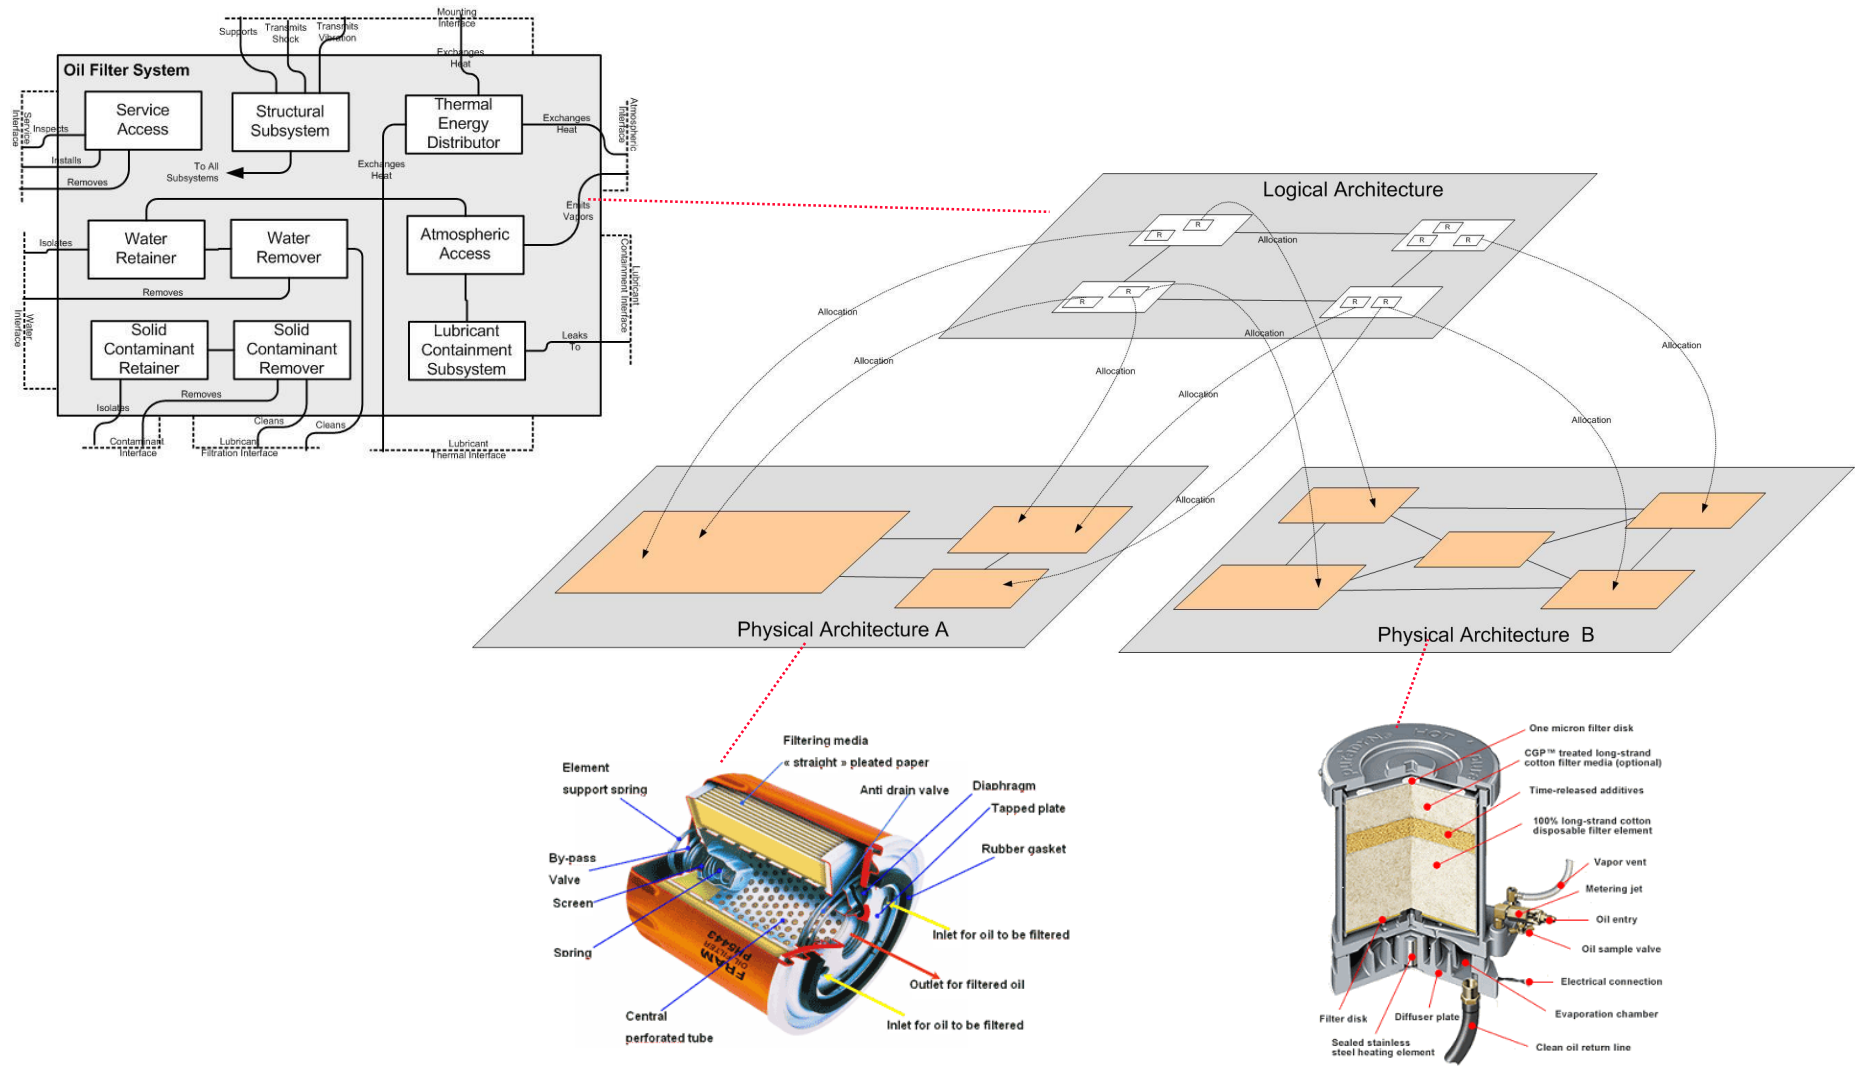 Supports
Transmits
Shock
Transmits
Vibration
Mounting
Interface
Exchanges
Heat
Oil Filter System
Service
Interface
Inspects
Installs
Removes
Service
Access
Structural
Subsystem
To All
Subsystems
Thermal
Energy
Distributor
Exchanges
Heat
Exchanges
Heat
Atmospheric
Interface
Emits
Vapors
Isolates
Water
Retainer
Water
Remover
Atmospheric
Access
Removes
Water
Interface
Lubricant
Containment Interface
Solid
Contaminant
Retainer
Solid
Contaminant
Remover
Lubricant
Containment
Subsystem
Leaks
To
Isolates
Removes
Cleans
Cleans
Contaminant
Interface
Lubrican
Filtration Interface
Lubricant
Thermal Interface
Logical Architecture
R
R
R
R
R
R
R
R
R
Allocation
Allocation
Allocation
Allocation
Allocation
Allocation
Allocation
Allocation
Allocation
Physical Architecture A
Physical Architecture B
Filtering media
« straight » pleated paper
Element
support spring
Anti drain valve
Diaphragm
Tapped plate
Rubber gasket
By-pass
Valve
Screen
Spring
Inlet for oil to be filtered
Outlet for filtered oil
Inlet for oil to be filtered
Central
perforated tube
FRAM
OIL FILTER
PH5443
HOT
One micron filter disk
CGP™ treated long-strand
cotton filter media (optional)
Time-released additives
100% long-strand cotton
disposable filter element
Vapor vent
Metering jet
Oil entry
Oil sample valve
Electrical connection
Evaporation chamber
Clean oil return line
Filter disk
Diffuser plate
Sealed stainless
steel heating element